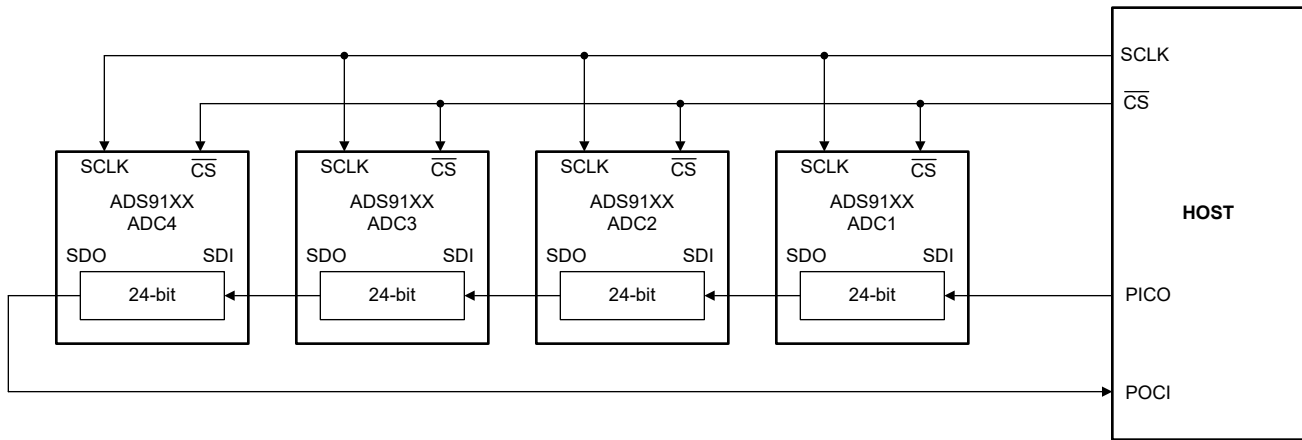 SCLK
CS
SCLK CS SCLK CS SCLK CS SCLK CS
ADS91XX ADS91XX ADS91XX ADS91XX
ADC4 ADC3 ADC2 ADC1
HOST
SDO SDI SDO SDI SDO SDI SDO SDI
24-bit 24-bit 24-bit 24-bit
PICO
POCI